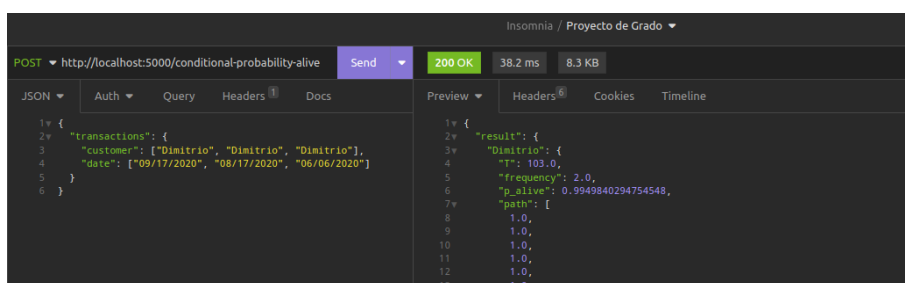 Insomnia / Proyecto de Grado
POST http://localhost:5000/conditional-probability-alive Send 200 OK 38.2 ms 8.3 KB
JSON Auth Query Headers 1 Docs Preview Headers 6 Cookies Timeline
1 {
2 "transactions": {
3 "customer": ["Dimitrio", "Dimitrio", "Dimitrio"],
4 "date": ["09/17/2020", "08/17/2020", "06/06/2020"]
5 }
6 }
1 {
2 "result": {
3 "Dimitrio": {
4 "T": 103.0,
5 "frequency": 2.0,
6 "p_alive": 0.9949840294754548,
7 "path": [
8 1.0,
9 1.0,
10 1.0,
11 1.0,
12 1.0,